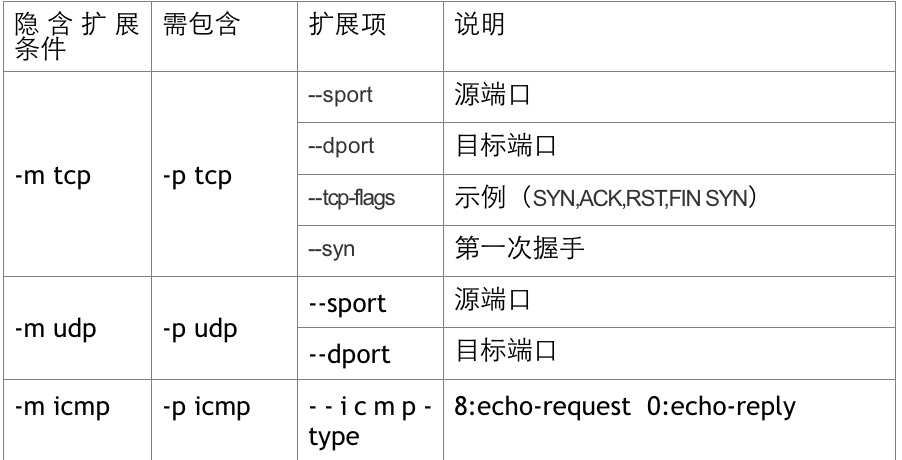 隐含扩展 需包含 扩展项 说明
条件
--sport 源端口
--dport 目标端口
-m tcp -p tcp
--tcp-flags 示例（SYN,ACK,RST,FIN SYN）
--syn 第一次握手
--sport 源端口
-m udp -p udp
--dport 目标端口
-m icmp -p icmp --icmp- 8:echo-request 0:echo-reply
type